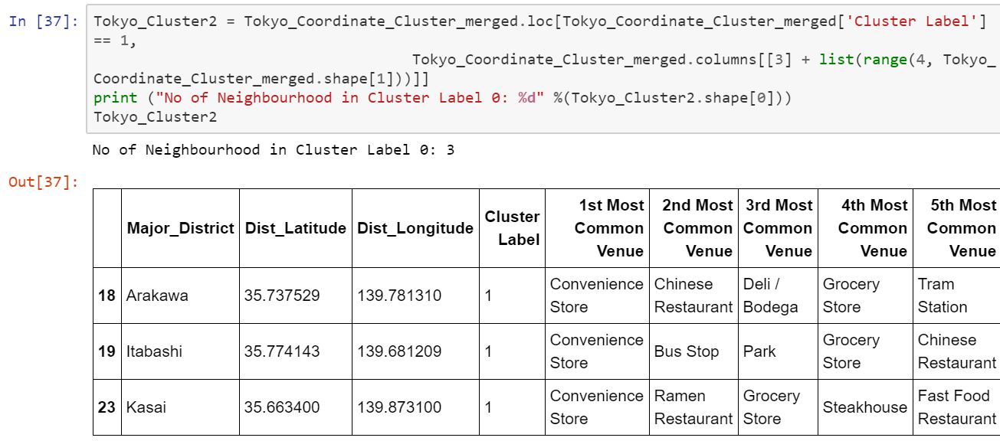 In [37]: Tokyo_Cluster2 = Tokyo_Coordinate_Cluster_merged.loc[Tokyo_Coordinate_Cluster_merged['Cluster Label']
== 1,
Tokyo_Coordinate_Cluster_merged.columns[[3] + list(range(4, Tokyo_
Coordinate_Cluster_merged.shape[1]))]]
print ("No of Neighbourhood in Cluster Label 0: %d" %(Tokyo_Cluster2.shape[0]))
Tokyo_Cluster2
No of Neighbourhood in Cluster Label 0: 3
Out[37]:
Major_District Dist_Latitude Dist_Longitude Cluster Label 1st Most Common Venue 2nd Most Common Venue 3rd Most Common Venue 4th Most Common Venue 5th Most Common Venue
18 Arakawa 35.737529 139.781310 1 Convenience Store Chinese Restaurant Deli / Bodega Grocery Store Tram Station
19 Itabashi 35.774143 139.681209 1 Convenience Store Bus Stop Park Grocery Store Chinese Restaurant
23 Kasai 35.663400 139.873100 1 Convenience Store Ramen Restaurant Grocery Store Steakhouse Fast Food Restaurant